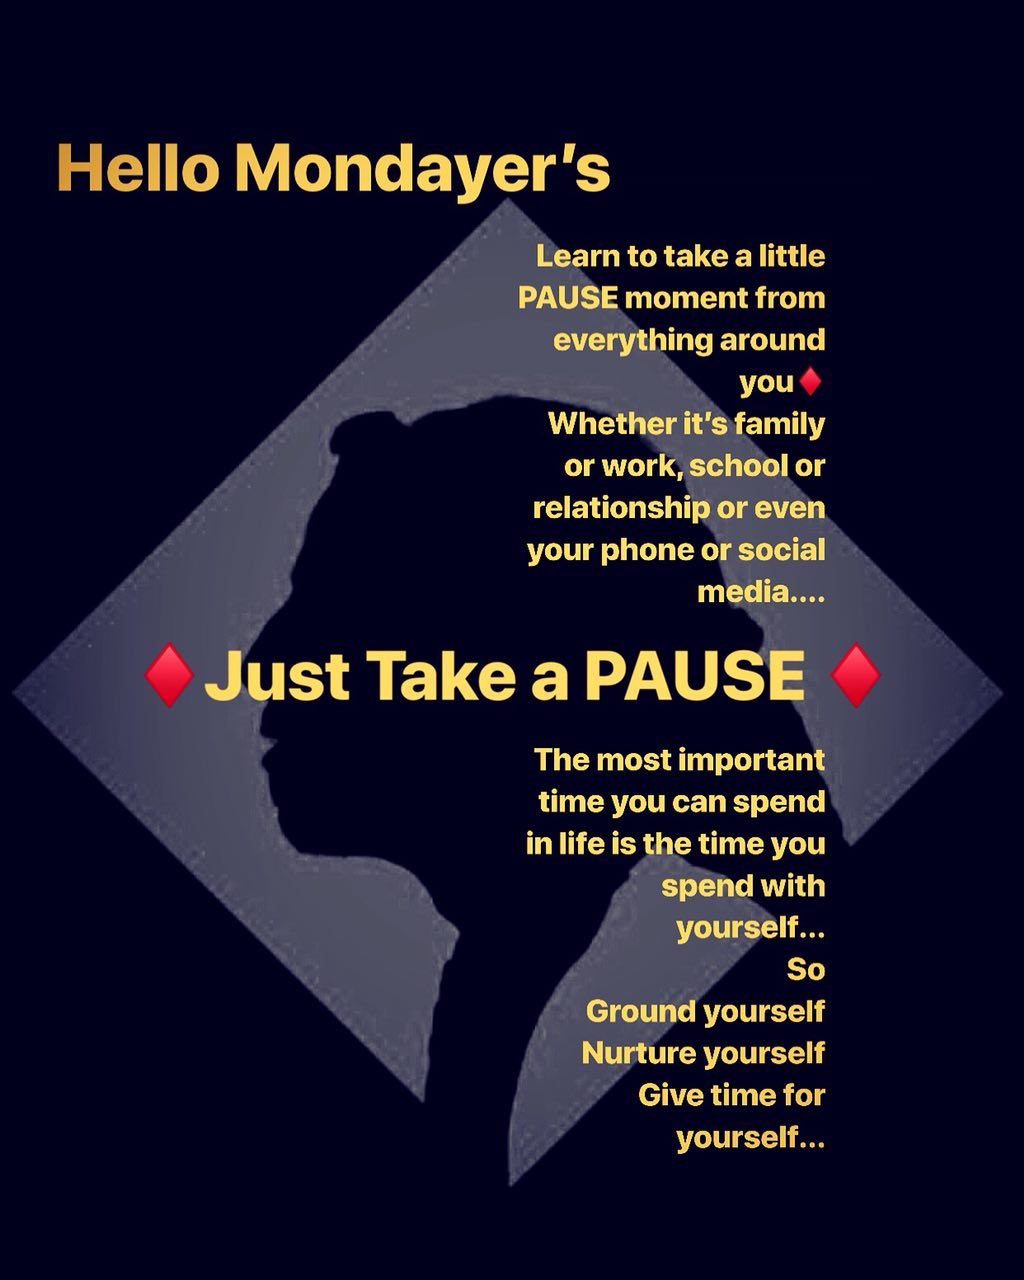 Hello Mondayer’s
Learn to take a little
PAUSE moment from
everything around
you♦️
Whether it’s family
or work, school or
relationship or even
your phone or social
media....
♦️Just Take a PAUSE ♦️
The most important
time you can spend
in life is the time you
spend with
yourself...
So
Ground yourself
Nurture yourself
Give time for
yourself...